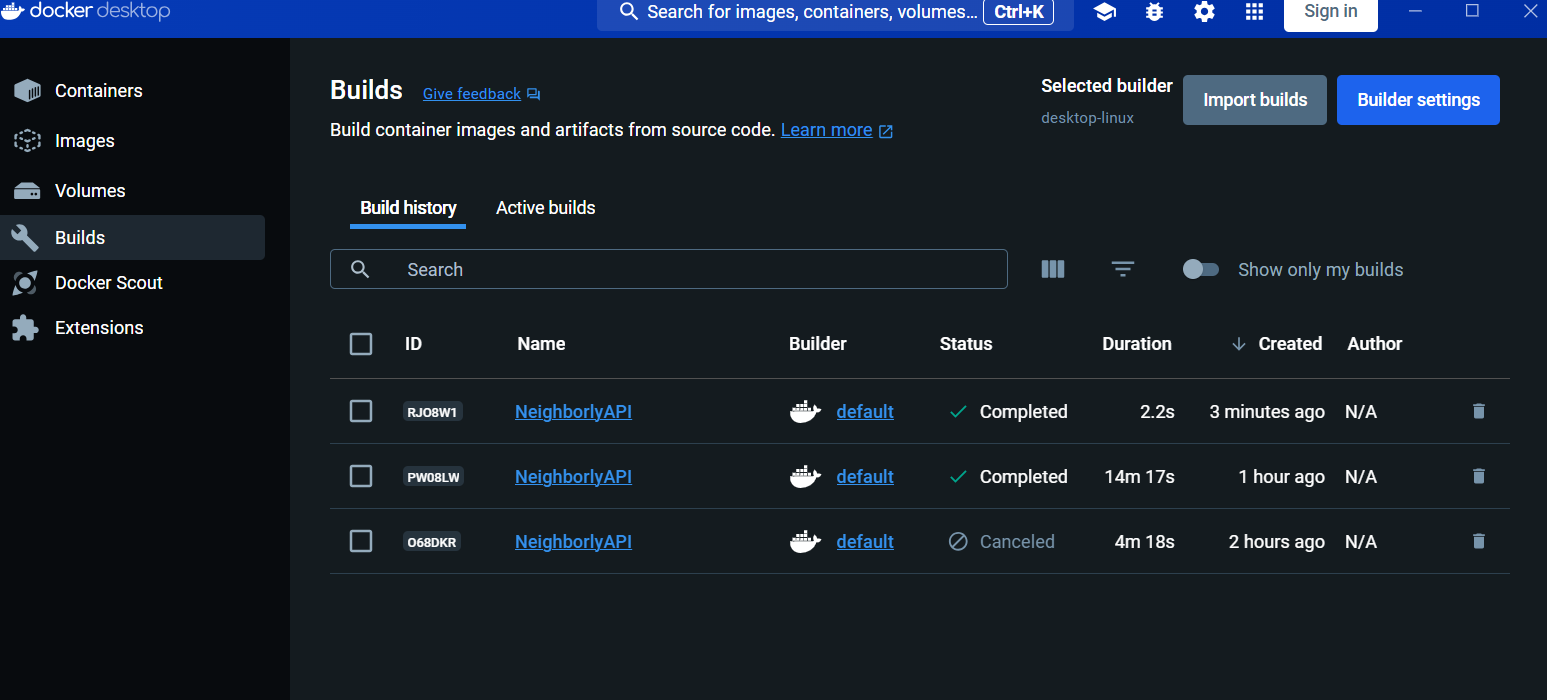 docker desktop
Search for images, containers, volumes... Ctrl+K
Sign in
Containers
Images
Volumes
Builds
Docker Scout
Extensions
Builds Give feedback
Build container images and artifacts from source code. Learn more
Selected builder
desktop-linux
Import builds
Builder settings
Build history Active builds
Search
Show only my builds
ID Name Builder Status Duration Created Author
RJO8W1 NeighborlyAPI default Completed 2.2s 3 minutes ago N/A
PW08LW NeighborlyAPI default Completed 14m 17s 1 hour ago N/A
O68DKR NeighborlyAPI default Canceled 4m 18s 2 hours ago N/A